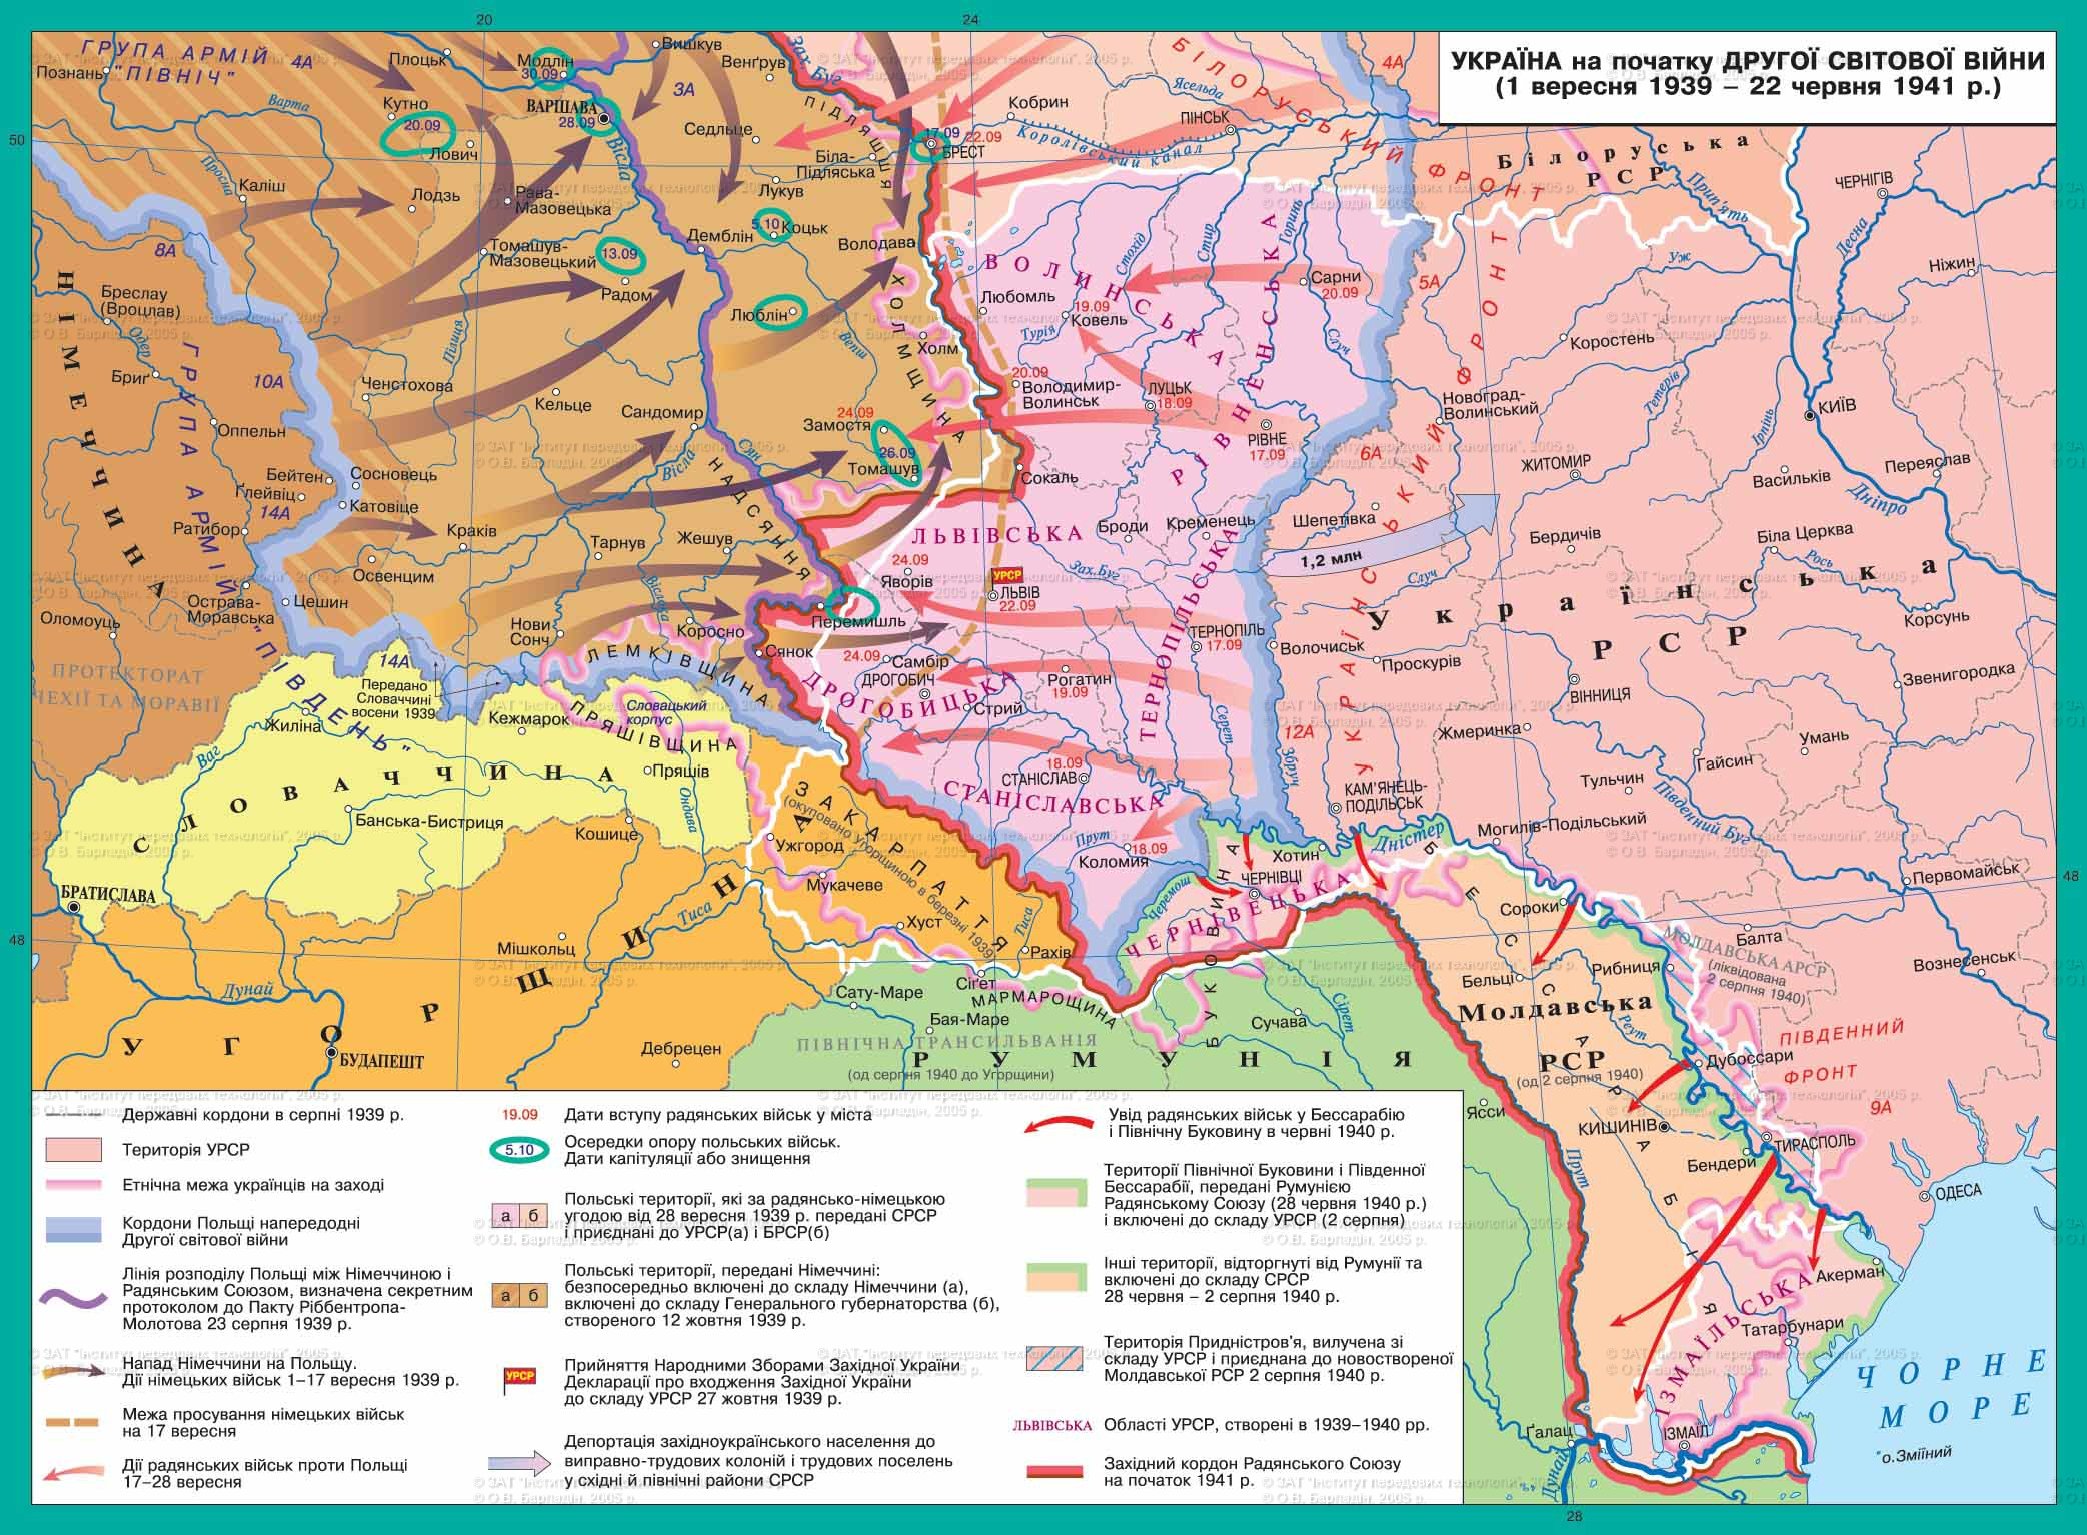 УКРАЇНА на початку ДРУГОЇ СВІТОВОЇ ВІЙНИ
(1 вересня 1939 – 22 червня 1941 р.)
20
24
50
48
48
28
ГРУПА АРМІЙ
"ПІВНІЧ"
4А
Познань
Плоцьк
Модлін
30.09
Вишкув
Венгрув
Зах. Буг
3А
Варта
Кутно
20.09
Лович
ВАРШАВА
28.09
Вісла
Седльце
ПІДЛЯШШЯ
Біла-
Підляська
17.09
22.09
БРЕСТ
Кобрин
Королівський канал
ПІНСЬК
Ясельда
БІЛОРУСЬКИЙ ФРОНТ
4А
Білоруська
РСР
Прип'ять
ЧЕРНІГІВ
Десна
Просна
Каліш
Лодзь
Рава-
Мазовецька
Лукув
5.10
Коцьк
Демблін
Володава
8А
Томашув-
Мазовецький
13.09
Радом
Люблін
ХОЛМЩИНА
ВОЛИНСЬКА
Стохід
Стир
Горинь
РІВНЕНСЬКА
Сарни
20.09
5А
Уж
Ніжин
НІМЕЧЧИНА
Бреслау
(Вроцлав)
Одер
Пілиця
Вепш
Холм
Любомль
19.09
Ковель
Турія
Случ
Коростень
Бриг
10А
ГРУПА АРМІЙ "ПІВДЕНЬ"
Ченстохова
Кельце
Сандомир
24.09
Замостя
26.09
Томашув
20.09
Володимир-
Волинськ
ЛУЦЬК
18.09
РІВНЕ
17.09
Новоград-
Волинський
Тетерів
Ірпінь
КИЇВ
Оппельн
Бейтен
Глейвіц
14А
Сосновець
Катовіце
Ратибор
Вісла
Сян
НАДСЯННЯ
Сокаль
6А
УКРАЇНСЬКИЙ ФРОНТ
ЖИТОМИР
Васильків
Переяслав
Дніпро
Краків
Тарнув
Жешув
ЛЬВІВСЬКА
Броди
Кременець
Шепетівка
1,2 млн
Бердичів
Біла Церква
Рось
Освенцим
Острава-
Моравська
Цешин
Оломоуць
Віслока
24.09
Яворів
УРСР
ЛЬВІВ
22.09
Зах.Буг
Случ
Українська
РСР
Корсунь
Нови
Сонч
Коросно
Перемишль
ТЕРНОПІЛЬ
17.09
Волочиськ
Проскурів
ПРОТЕКТОРАТ
ЧЕХІЇ ТА МОРАВІЇ
14А
Передано
Словаччині
восени 1939
ЛЕМКІВЩИНА
Сянок
24.09
Самбір
ДРОГОБИЧ
ДРОГОБИЦЬКА
Стрий
Рогатин
19.09
ТЕРНОПІЛЬСЬКА
Серет
Збруч
12А
ВІННИЦЯ
Звенигородка
Жиліна
Ваг
Кежмарок
Словацький
корпус
ПРЯШІВЩИНА
Пряшів
Ондава
СЛОВАЧЧИНА
Банська-Бистриця
Кошице
18.09
СТАНІСЛАВ
СТАНІСЛАВСЬКА
Жмеринка
Гайсин
Умань
Тульчин
КАМ'ЯНЕЦЬ-
ПОДІЛЬСЬК
Південний Буг
Могилів-Подільський
Дністер
ЗАКАРПАТТЯ
(окуповано Угорщиною в березні 1939)
Ужгород
Мукачеве
Хуст
Рахів
Тиса
Тиса
Прут
18.09
Коломия
Черемош
Хотин
ЧЕРНІВЦІ
ЧЕРНІВЕЦЬКА
БУКОВИНА
БЕССАРАБІЯ
Сороки
Первомайськ
БРАТИСЛАВА
Мішкольц
Дунай
УГОРЩИНА
БУДАПЕШТ
Дебрецен
Сату-Маре
Сігет
МАРМАРОЩИНА
Бая-Маре
ПІВНІЧНА ТРАНСИЛЬВАНІЯ
(од серпня 1940 до Угорщини)
РУМУНІЯ
Сучава
Сірет
Бельці
Рибниця
Балта
МОЛДАВСЬКА АРСР
(ліквідована
2 серпня 1940)
Вознесенськ
Молдавська
РСР
(од 2 серпня 1940)
Реут
Дубоссари
ПІВДЕННИЙ
ФРОНТ
9А
Ясси
КИШИНІВ
ТИРАСПОЛЬ
Бендери
Прут
ОДЕСА
Акерман
ІЗМАЇЛЬСЬКА
Татарбунари
Галац
ІЗМАЇЛ
Дунай
ЧОРНЕ
МОРЕ
о.Зміїний
Державні кордони в серпні 1939 р.
Територія УРСР
Етнічна межа українців на заході
Кордони Польщі напередодні
Другої світової війни
Лінія розподілу Польщі між Німеччиною і
Радянським Союзом, визначена секретним
протоколом до Пакту Ріббентропа-
Молотова 23 серпня 1939 р.
Напад Німеччини на Польщу.
Дії німецьких військ 1–17 вересня 1939 р.
Межа просування німецьких військ
на 17 вересня
Дії радянських військ проти Польщі
17–28 вересня
19.09
Дати вступу радянських військ у міста
5.10
Осередки опору польських військ.
Дати капітуляції або знищення
а б
Польські території, які за радянсько-німецькою
угодою від 28 вересня 1939 р. передані СРСР
і приєднані до УРСР(а) і БРСР(б)
а б
Польські території, передані Німеччині:
безпосередньо включені до складу Німеччини (а),
включені до складу Генерального губернаторства (б),
створеного 12 жовтня 1939 р.
УРСР
Прийняття Народними Зборами Західної України
Декларації про входження Західної України
до складу УРСР 27 жовтня 1939 р.
Депортація західноукраїнського населення до
виправно-трудових колоній і трудових поселень
у східні й північні райони СРСР
Увід радянських військ у Бессарабію
і Північну Буковину в червні 1940 р.
Території Північної Буковини і Південної
Бессарабії, передані Румунією
Радянському Союзу (28 червня 1940 р.)
і включені до складу УРСР (2 серпня)
Інші території, відторгнуті від Румунії та
включені до складу СРСР
28 червня – 2 серпня 1940 р.
Територія Придністров'я, вилучена зі
складу УРСР і приєднана до новоствореної
Молдавської РСР 2 серпня 1940 р.
ЛЬВІВСЬКА
Області УРСР, створені в 1939–1940 рр.
Західний кордон Радянського Союзу
на початок 1941 р.
© ЗАТ "Інститут передових технологій", 2005 р.
© О.В. Барладін, 2005 р.